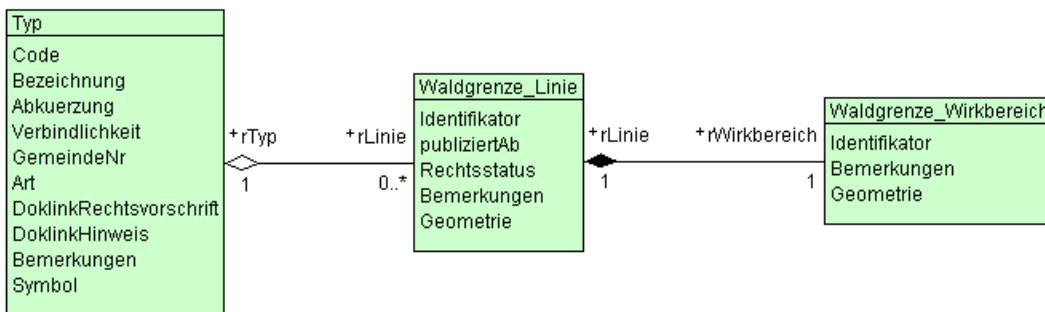 Typ
Code
Bezeichnung
Abkuerzung
Verbindlichkeit
GemeindeNr
Art
DoklinkRechtsvorschrift
DoklinkHinweis
Bemerkungen
Symbol
+rTyp
1
+rLinie
0..*
Waldgrenze_Linie
Identifikator
publiziertAb
Rechtsstatus
Bemerkungen
Geometrie
+rLinie
1
+rWirkbereich
1
Waldgrenze_Wirkbereich
Identifikator
Bemerkungen
Geometrie